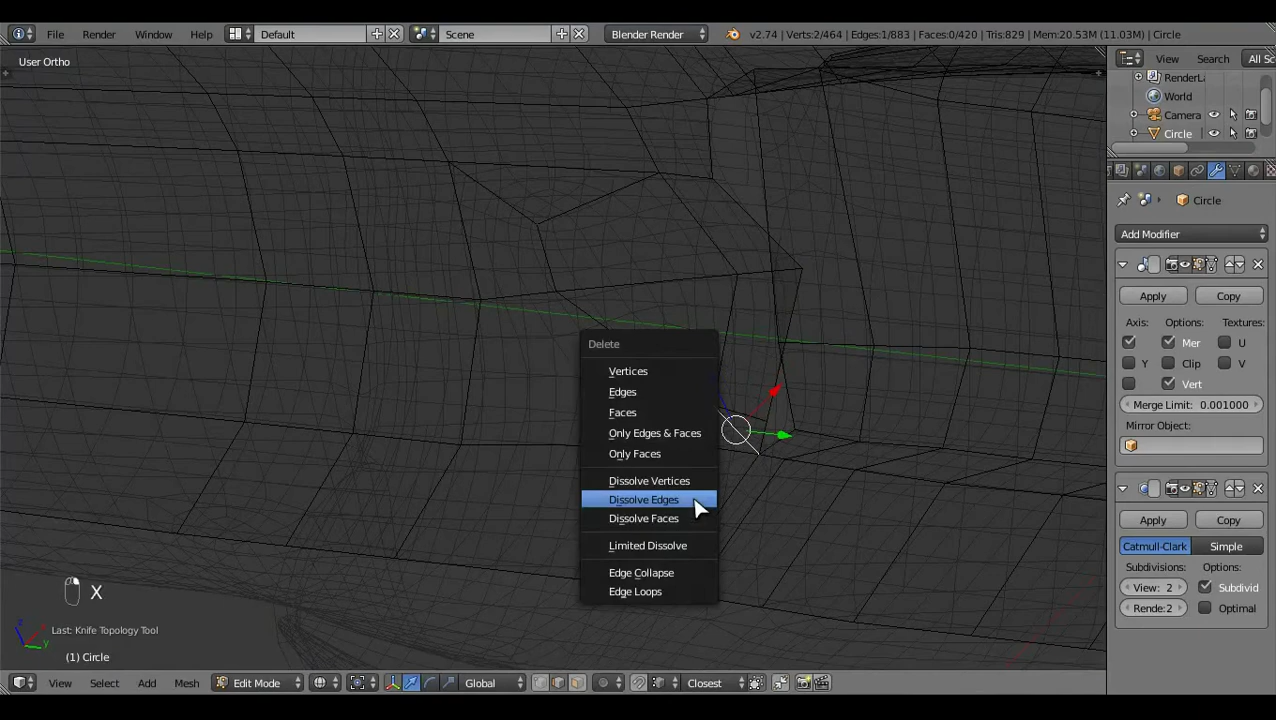 File Render Window Help Default Scene Blender Render v2.74 | Verts:2/464 | Edges:1/883 | Faces:0/420 | Tris:829 | Mem:20.53M (11.03M) | Circle
User Ortho
View Search All Sc
RenderLa
World
Camera
Circle
Circle
Add Modifier
Apply Copy
Axis: Options: Textures:
Mer U
Y Clip V
Vert
Merge Limit: 0.001000
Mirror Object:
Apply Copy
Catmull-Clark Simple
Subdivisions: Options:
View: 2 Subdivid
Rende:2 Optimal
Delete
Vertices
Edges
Faces
Only Edges & Faces
Only Faces
Dissolve Vertices
Dissolve Edges
Dissolve Faces
Limited Dissolve
Edge Collapse
Edge Loops
X
Last: Knife Topology Tool
z
y
(1) Circle
View Select Add Mesh Edit Mode Global Closest